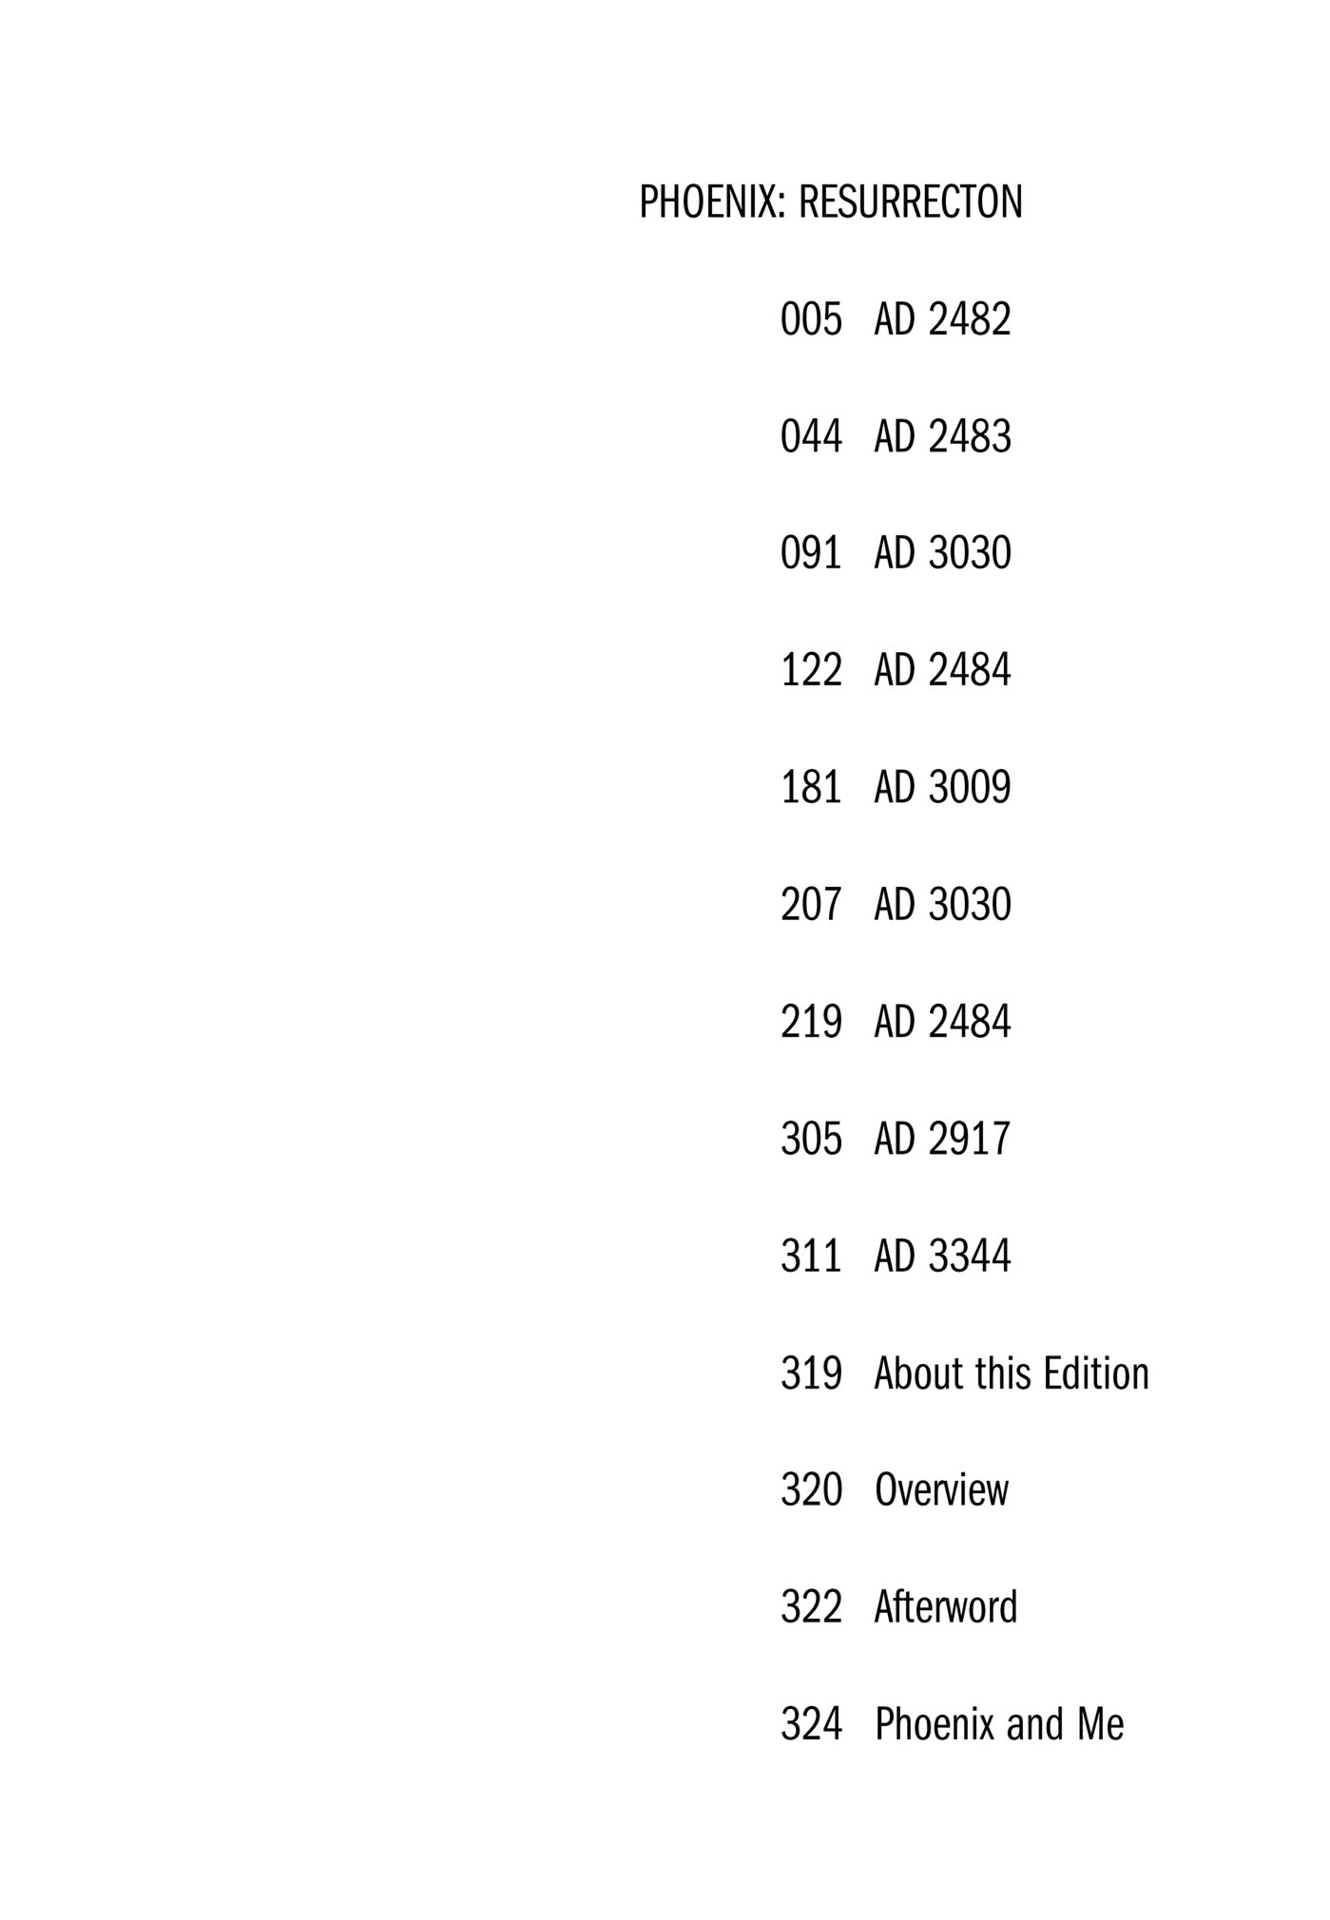 PHOENIX: RESURRECTON
005 AD 2482
044 AD 2483
091 AD 3030
122 AD 2484
181 AD 3009
207 AD 3030
219 AD 2484
305 AD 2917
311 AD 3344
319 About this Edition
320 Overview
322 Afterword
324 Phoenix and Me